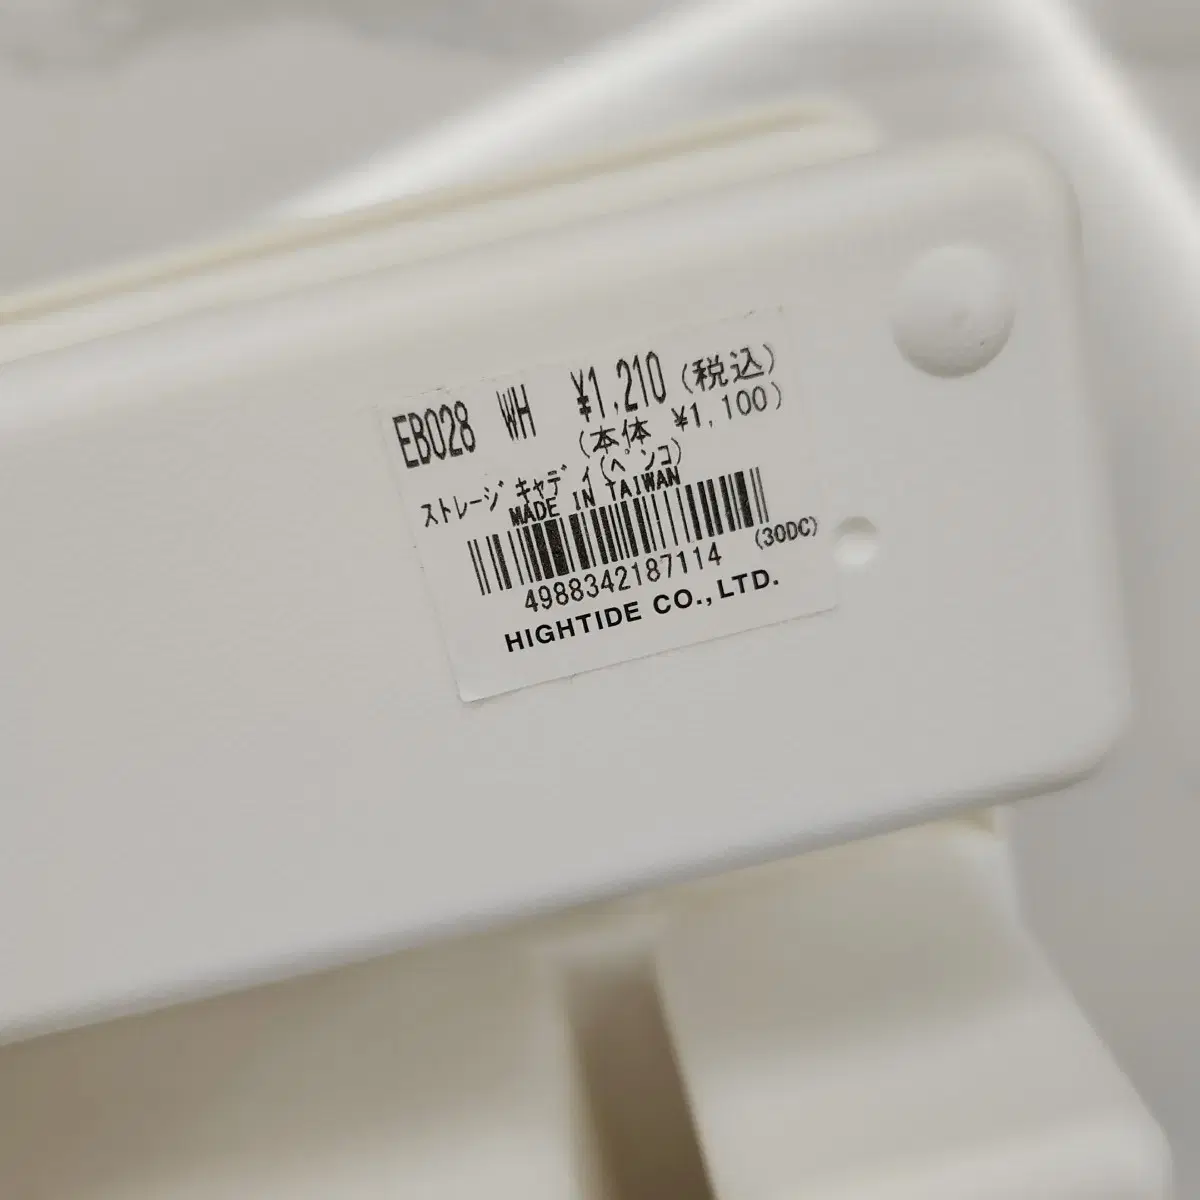 EB028 WH ¥1,210(税込)
(本体 ¥1,100)
ストレージキャディ(ペンコ)
MADE IN TAIWAN
(30DC)
4988342187114
HIGHTIDE CO., LTD.